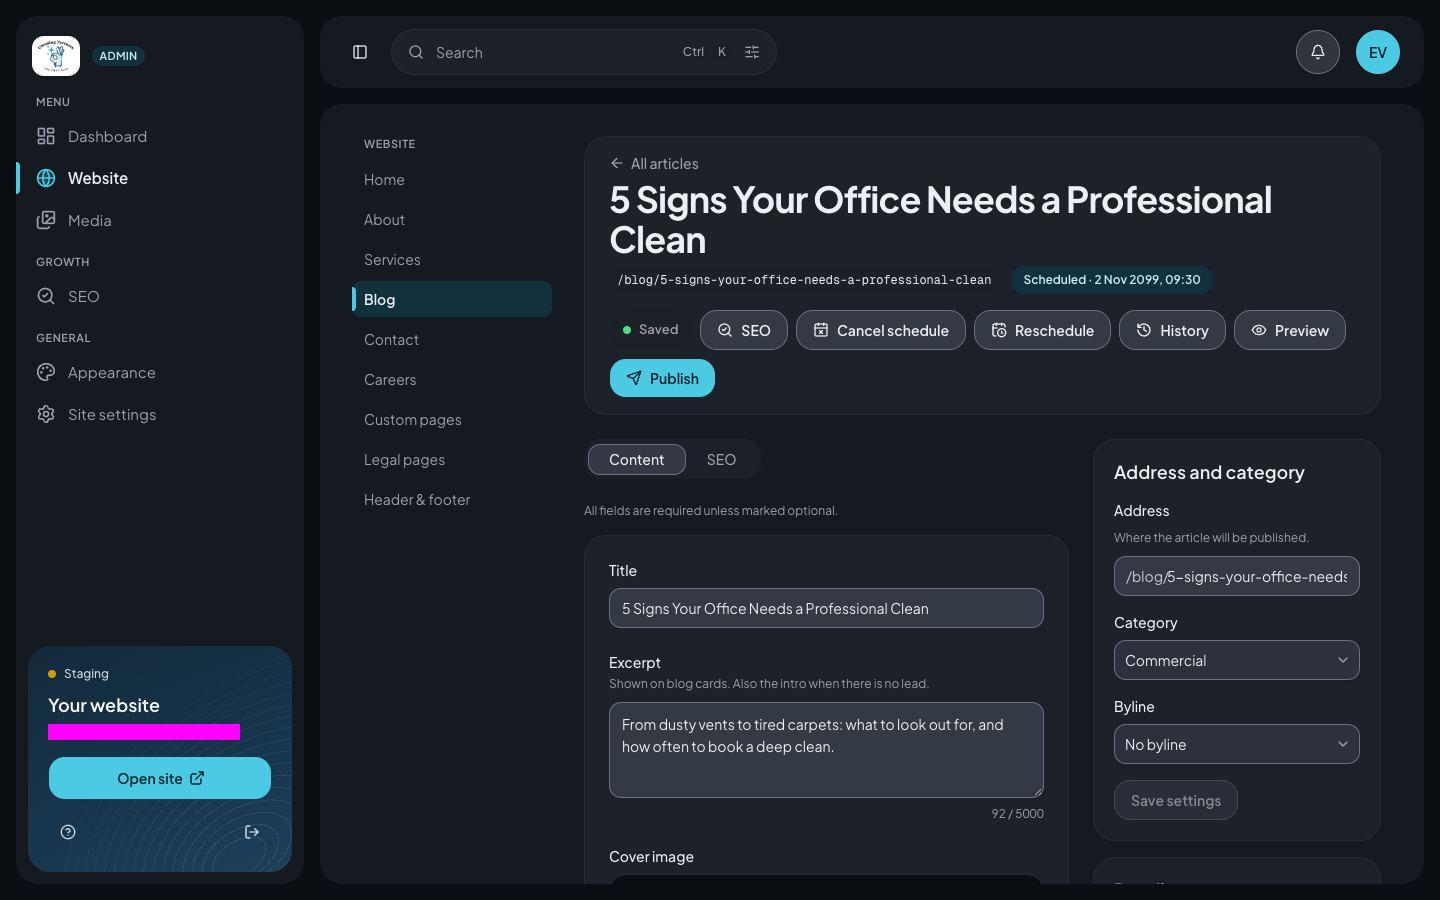 ADMIN
MENU
Dashboard
Website
Media
GROWTH
SEO
GENERAL
Appearance
Site settings
Staging
Your website
Open site
Search
Ctrl K
EV
WEBSITE
Home
About
Services
Blog
Contact
Careers
Custom pages
Legal pages
Header & footer
All articles
5 Signs Your Office Needs a Professional
Clean
/blog/5-signs-your-office-needs-a-professional-clean
Scheduled · 2 Nov 2099, 09:30
Saved
SEO
Cancel schedule
Reschedule
History
Preview
Publish
Content
SEO
All fields are required unless marked optional.
Title
5 Signs Your Office Needs a Professional Clean
Excerpt
Shown on blog cards. Also the intro when there is no lead.
From dusty vents to tired carpets: what to look out for, and
how often to book a deep clean.
92 / 5000
Cover image
Address and category
Address
Where the article will be published.
/blog/5-signs-your-office-needs
Category
Commercial
Byline
No byline
Save settings